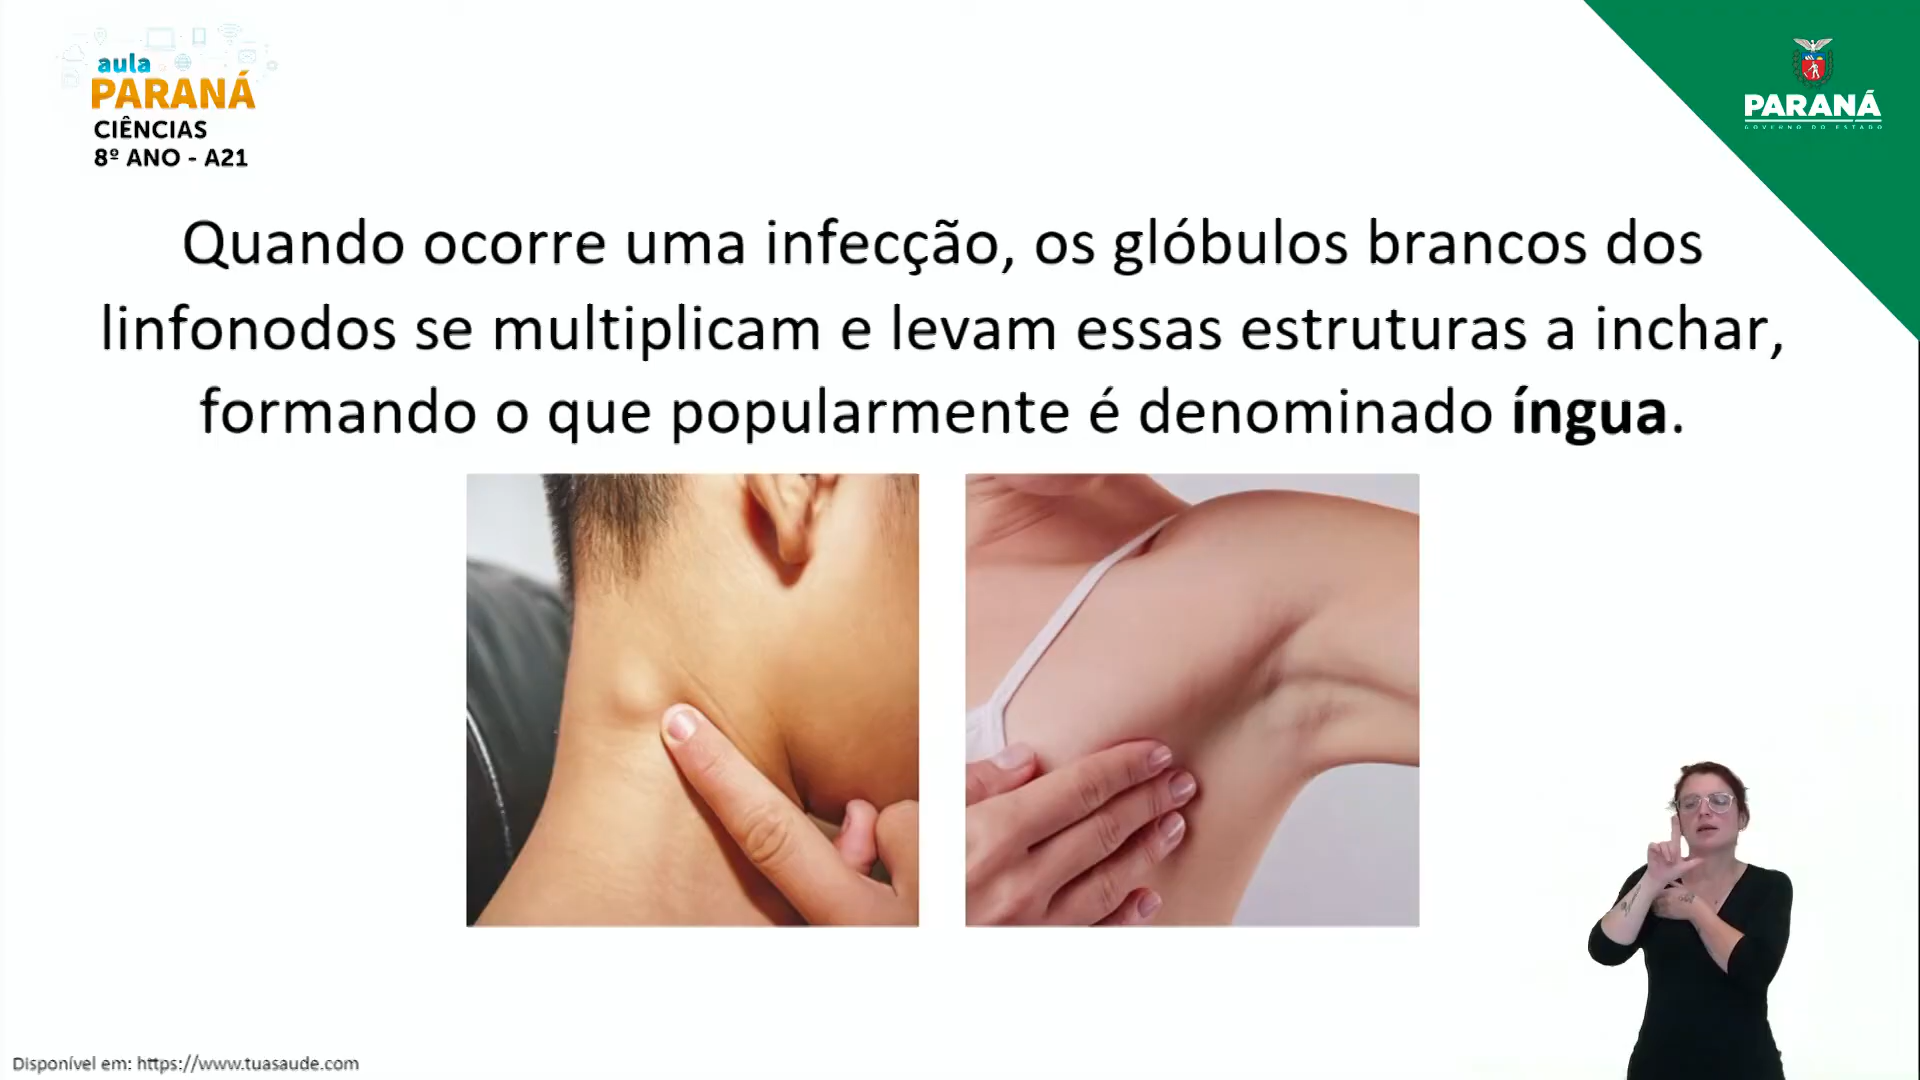 aula
PARANÁ
CIÊNCIAS
8º ANO - A21
PARANÁ
GOVERNO DO ESTADO
Quando ocorre uma infecção, os glóbulos brancos dos
linfonodos se multiplicam e levam essas estruturas a inchar,
formando o que popularmente é denominado íngua.
Disponível em: https://www.tuasaude.com